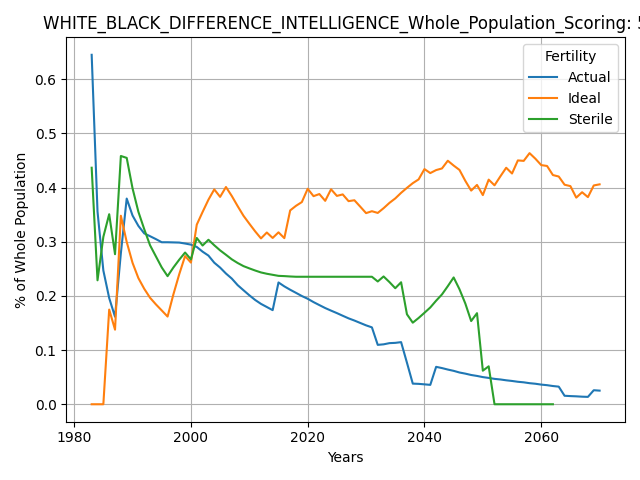 WHITE_BLACK_DIFFERENCE_INTELLIGENCE_Whole_Population_Scoring: 5
Fertility
Actual
Ideal
Sterile
% of Whole Population
0.6
0.5
0.4
0.3
0.2
0.1
0.0
1980 2000 2020 2040 2060
Years